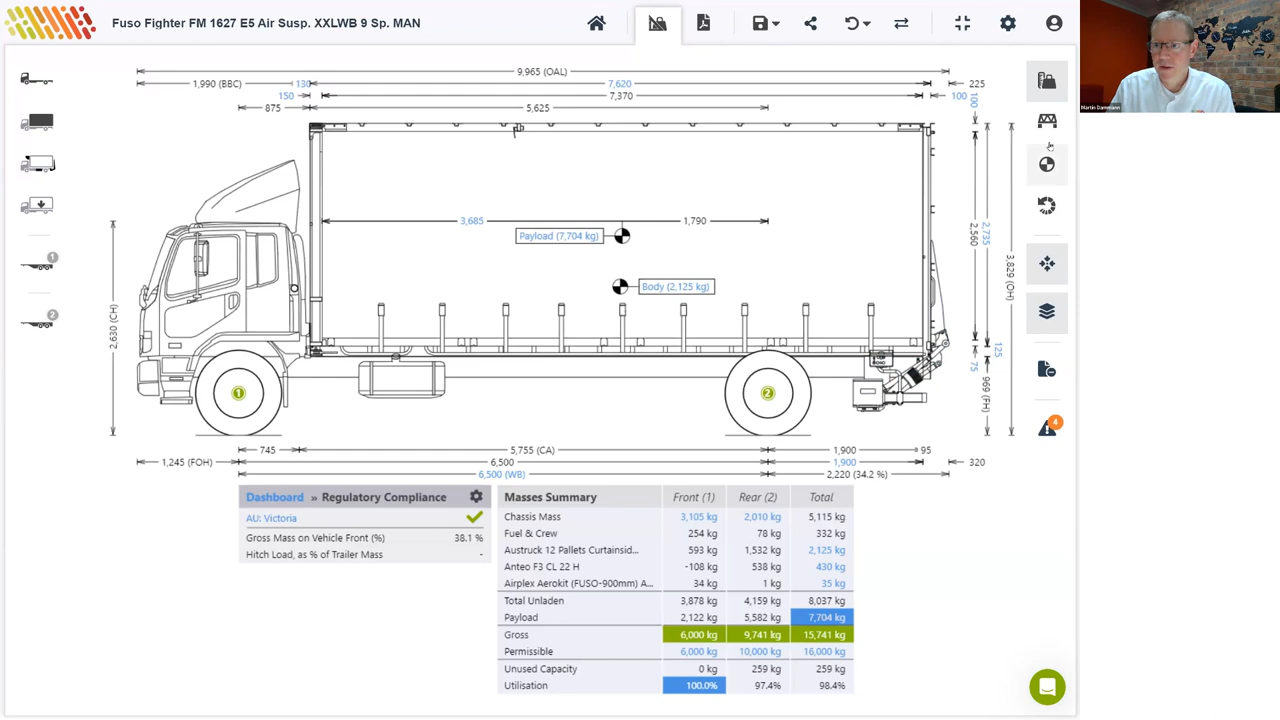 Fuso Fighter FM 1627 E5 Air Susp. XXLWB 9 Sp. MAN
9,965 (OAL)
1,990 (BBC)
130
7,620
225
150
7,370
100
100
875
5,625
3,685
1,790
Payload (7,704 kg)
Body (2,125 kg)
2,560
2,735
3,829 (OH)
2,630 (CH)
125
75
969 (FH)
1
2
1
2
4
745
5,755 (CA)
1,900
95
1,245 (FOH)
6,500
1,900
320
6,500 (WB)
2,220 (34.2 %)
Dashboard » Regulatory Compliance
AU: Victoria
Gross Mass on Vehicle Front (%) 38.1 %
Hitch Load, as % of Trailer Mass -
Masses Summary Front (1) Rear (2) Total
Chassis Mass 3,105 kg 2,010 kg 5,115 kg
Fuel & Crew 254 kg 78 kg 332 kg
Austruck 12 Pallets Curtainsid... 593 kg 1,532 kg 2,125 kg
Anteo F3 CL 22 H -108 kg 538 kg 430 kg
Airplex Aerokit (FUSO-900mm) A... 34 kg 1 kg 35 kg
Total Unladen 3,878 kg 4,159 kg 8,037 kg
Payload 2,122 kg 5,582 kg 7,704 kg
Gross 6,000 kg 9,741 kg 15,741 kg
Permissible 6,000 kg 10,000 kg 16,000 kg
Unused Capacity 0 kg 259 kg 259 kg
Utilisation 100.0% 97.4% 98.4%
Martin Dammann